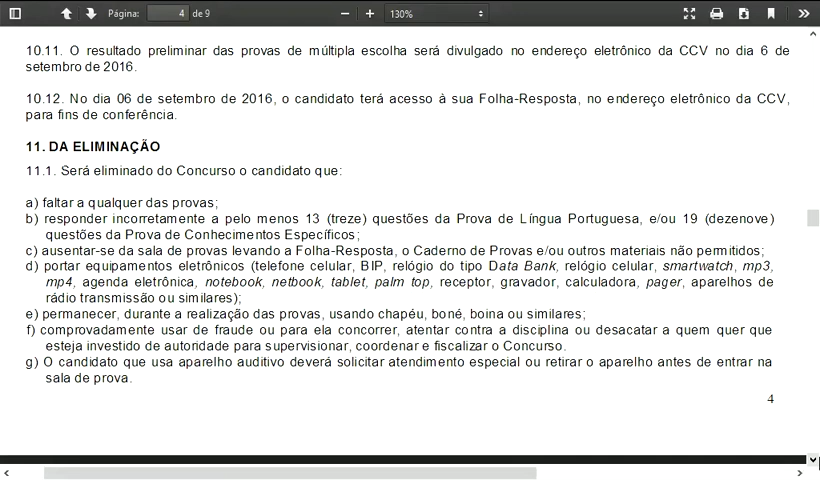 Página: 4 de 9 130%
10.11. O resultado preliminar das provas de múltipla escolha será divulgado no endereço eletrônico da CCV no dia 6 de
setembro de 2016.
10.12. No dia 06 de setembro de 2016, o candidato terá acesso à sua Folha-Resposta, no endereço eletrônico da CCV,
para fins de conferência.
11. DA ELIMINAÇÃO
11.1. Será eliminado do Concurso o candidato que:
a) faltar a qualquer das provas;
b) responder incorretamente a pelo menos 13 (treze) questões da Prova de Língua Portuguesa, e/ou 19 (dezenove)
questões da Prova de Conhecimentos Específicos;
c) ausentar-se da sala de provas levando a Folha-Resposta, o Caderno de Provas e/ou outros materiais não permitidos;
d) portar equipamentos eletrônicos (telefone celular, BIP, relógio do tipo Data Bank, relógio celular, smartwatch, mp3,
mp4, agenda eletrônica, notebook, netbook, tablet, palm top, receptor, gravador, calculadora, pager, aparelhos de
rádio transmissão ou similares);
e) permanecer, durante a realização das provas, usando chapéu, boné, boina ou similares;
f) comprovadamente usar de fraude ou para ela concorrer, atentar contra a disciplina ou desacatar a quem quer que
esteja investido de autoridade para supervisionar, coordenar e fiscalizar o Concurso.
g) O candidato que usa aparelho auditivo deverá solicitar atendimento especial ou retirar o aparelho antes de entrar na
sala de prova.
4